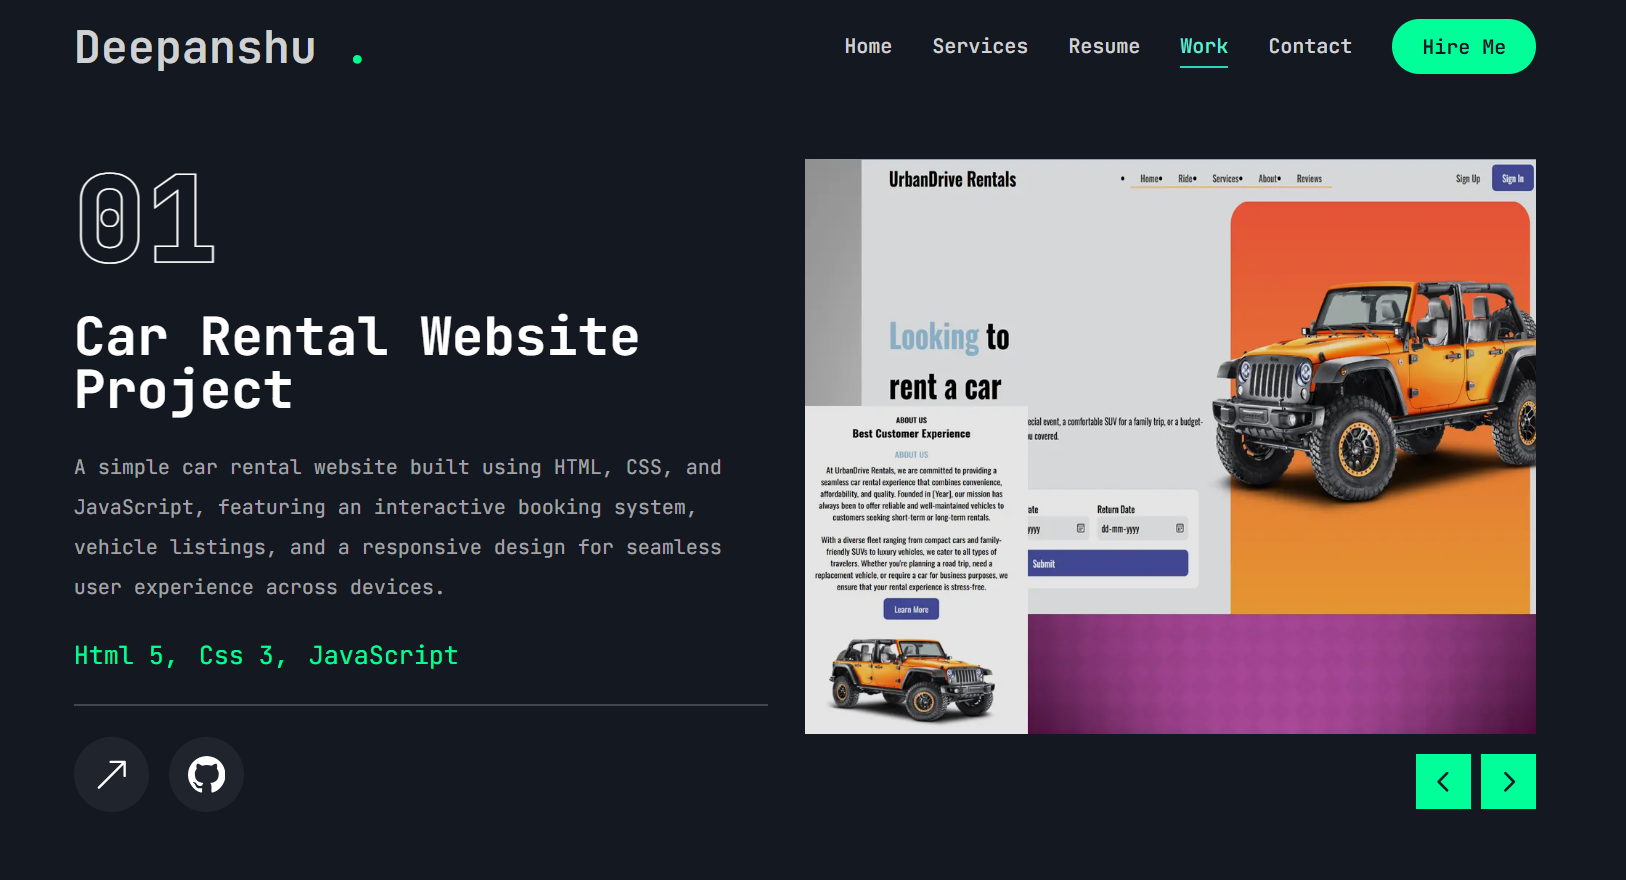 Deepanshu .
Home Services Resume Work Contact Hire Me
01
Car Rental Website
Project
A simple car rental website built using HTML, CSS, and
JavaScript, featuring an interactive booking system,
vehicle listings, and a responsive design for seamless
user experience across devices.
Html 5, Css 3, JavaScript
UrbanDrive Rentals
• Home• Ride• Services• About• Reviews
Sign Up Sign In
Looking to
rent a car
ecial event, a comfortable SUV for a family trip, or a budget-
u covered.
ate Return Date
yyyy dd-mm-yyyy
Submit
ABOUT US
Best Customer Experience
ABOUT US
At UrbanDrive Rentals, we are committed to providing a
seamless car rental experience that combines convenience,
affordability, and quality. Founded in [Year], our mission has
always been to offer reliable and well-maintained vehicles to
customers seeking short-term or long-term rentals.
With a diverse fleet ranging from compact cars and family-
friendly SUVs to luxury vehicles, we cater to all types of
travelers. Whether you're planning a road trip, need a
replacement vehicle, or require a car for business purposes, we
ensure that your rental experience is stress-free.
Learn More